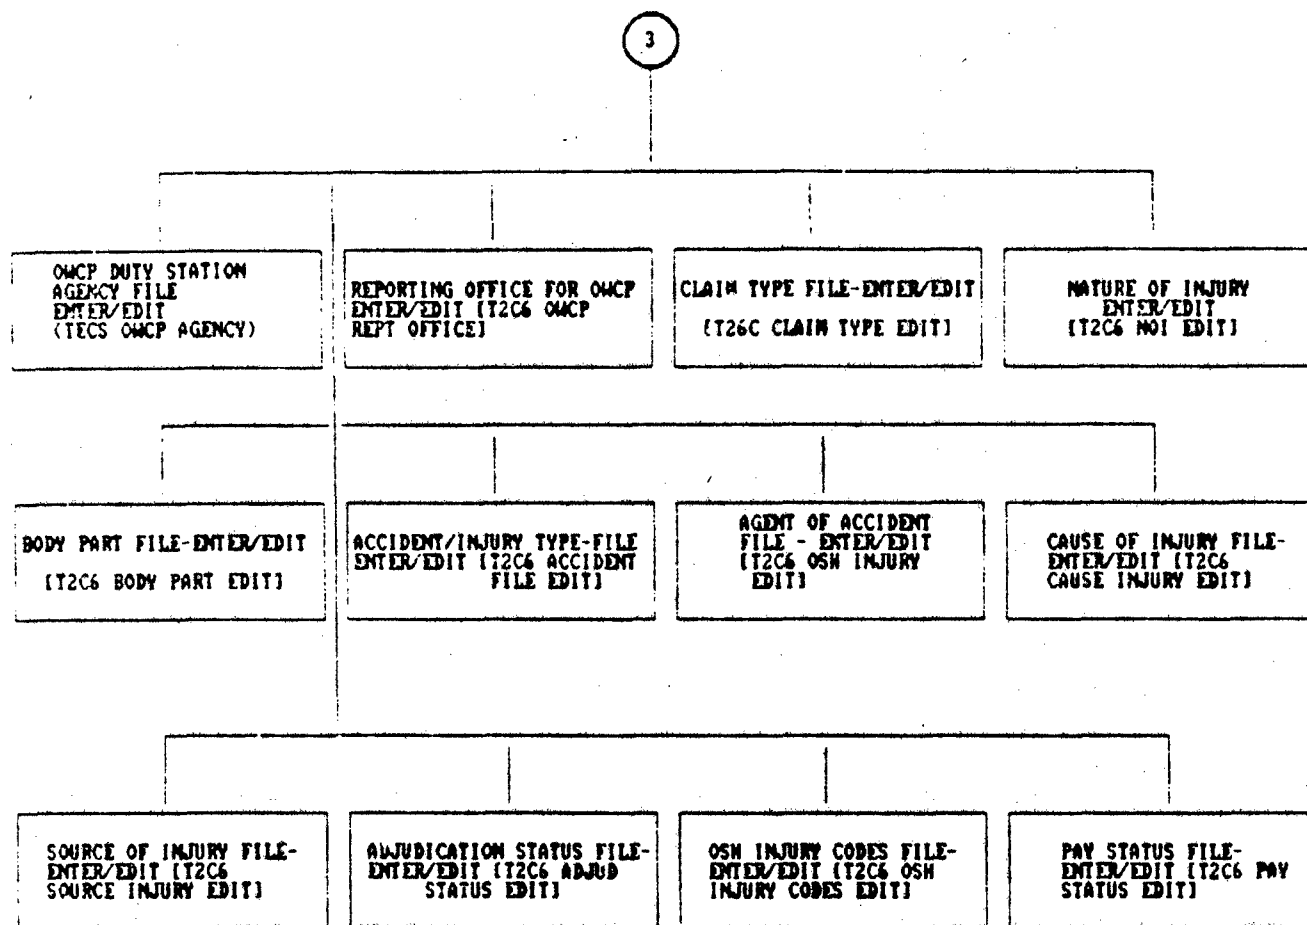 3
OWCP DUTY STATION
AGENCY FILE
ENTER/EDIT
(TECS OWCP AGENCY)
REPORTING OFFICE FOR OWCP
ENTER/EDIT [T2C6 OWCP
REPT OFFICE]
CLAIM TYPE FILE-ENTER/EDIT
[T26C CLAIM TYPE EDIT]
NATURE OF INJURY
ENTER/EDIT
[T2C6 NOI EDIT]
BODY PART FILE-ENTER/EDIT
[T2C6 BODY PART EDIT]
ACCIDENT/INJURY TYPE-FILE
ENTER/EDIT [T2C6 ACCIDENT
FILE EDIT]
AGENT OF ACCIDENT
FILE - ENTER/EDIT
[T2C6 OSH INJURY
EDIT]
CAUSE OF INJURY FILE-
ENTER/EDIT [T2C6
CAUSE INJURY EDIT]
SOURCE OF INJURY FILE-
ENTER/EDIT [T2C6
SOURCE INJURY EDIT]
ADJUDICATION STATUS FILE-
ENTER/EDIT [T2C6 ADJUD
STATUS EDIT]
OSH INJURY CODES FILE-
ENTER/EDIT [T2C6 OSH
INJURY CODES EDIT]
PAY STATUS FILE-
ENTER/EDIT [T2C6 PAY
STATUS EDIT]